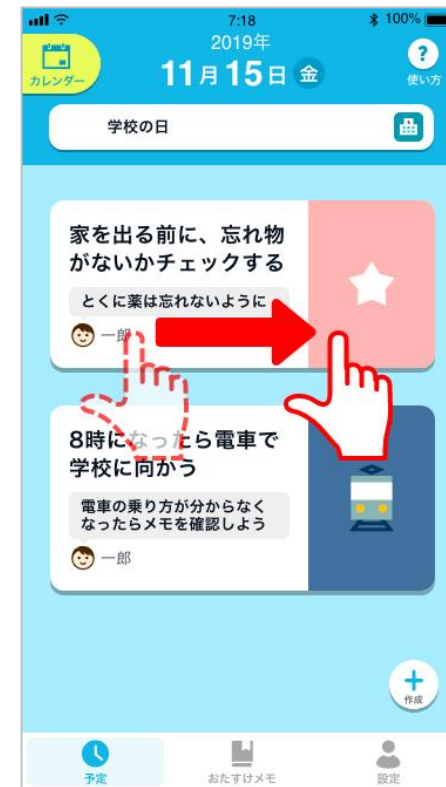 7:18
100%
2019年
カレンダー
11月15日 金
?
使い方
学校の日
家を出る前に、忘れ物
がないかチェックする
とくに薬は忘れないように
一郎
8時になったら電車で
学校に向かう
電車の乗り方が分からなく
なったらメモを確認しよう
一郎
作成
予定
おたすけメモ
設定